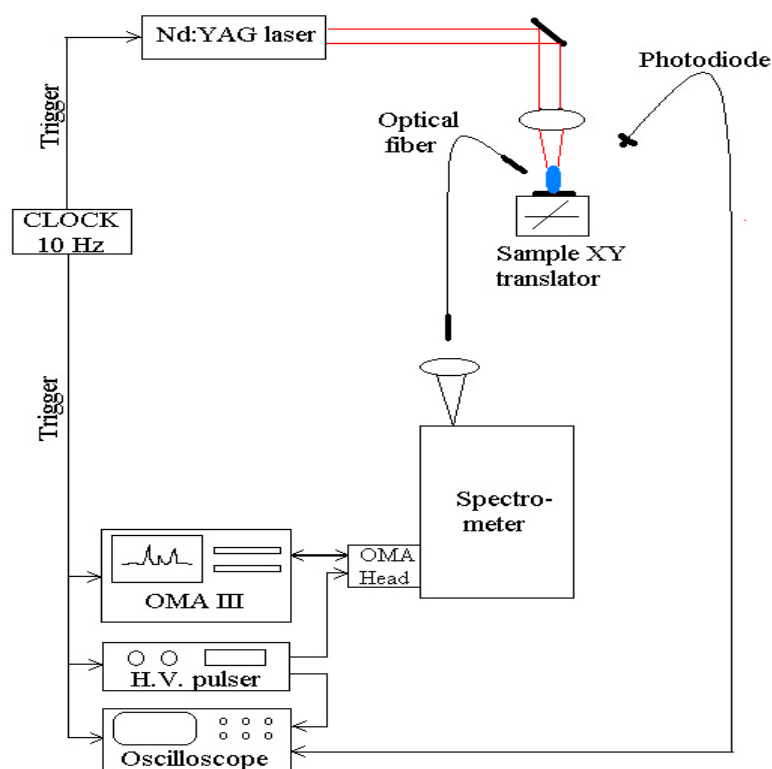 Nd:YAG laser
Photodiode
Trigger
Optical
fiber
CLOCK
10 Hz
Sample XY
translator
Trigger
Spectro-
meter
OMA
Head
OMA III
H.V. pulser
Oscilloscope